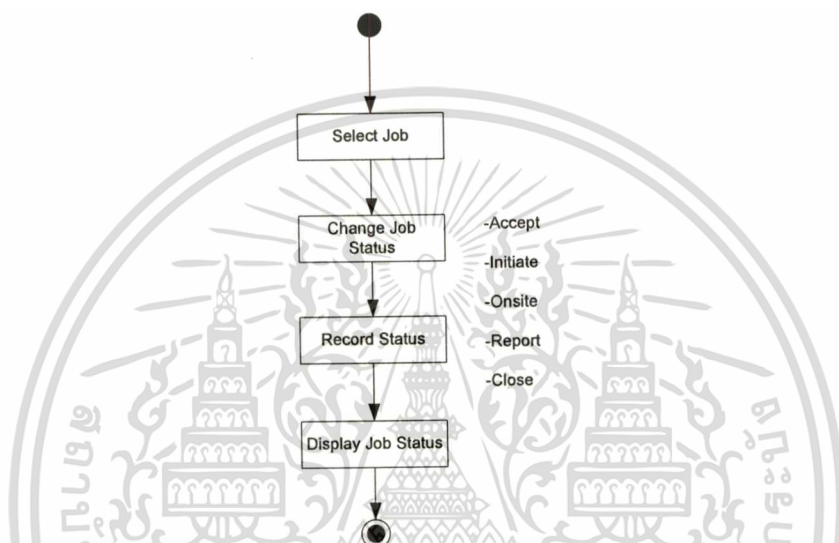 Select Job
Change Job
Status
-Accept
-Initiate
-Onsite
Record Status
-Report
-Close
Display Job Status